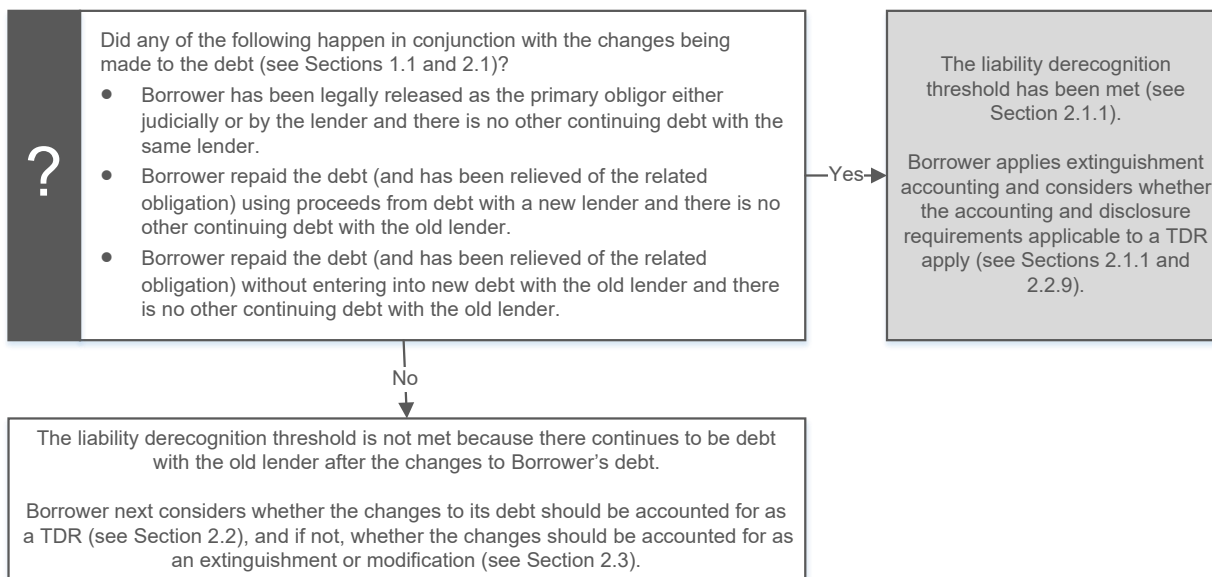 ?
Did any of the following happen in conjunction with the changes being
made to the debt (see Sections 1.1 and 2.1)?
● Borrower has been legally released as the primary obligor either
judicially or by the lender and there is no other continuing debt with the
same lender.
● Borrower repaid the debt (and has been relieved of the related
obligation) using proceeds from debt with a new lender and there is no
other continuing debt with the old lender.
● Borrower repaid the debt (and has been relieved of the related
obligation) without entering into new debt with the old lender and there
is no other continuing debt with the old lender.
Yes
The liability derecognition
threshold has been met (see
Section 2.1.1).
Borrower applies extinguishment
accounting and considers whether
the accounting and disclosure
requirements applicable to a TDR
apply (see Sections 2.1.1 and
2.2.9).
No
The liability derecognition threshold is not met because there continues to be debt
with the old lender after the changes to Borrower’s debt.
Borrower next considers whether the changes to its debt should be accounted for as
a TDR (see Section 2.2), and if not, whether the changes should be accounted for as
an extinguishment or modification (see Section 2.3).